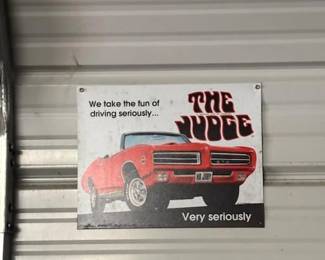 We take the fun of
driving seriously...
THE
JUDGE
Very seriously